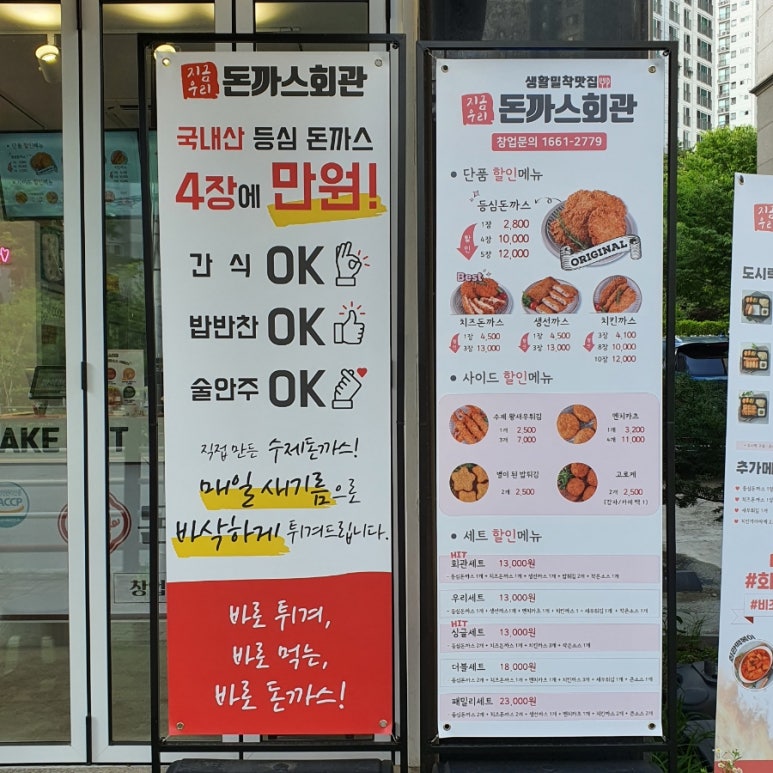 지금
우리
돈까스회관
국내산 등심 돈까스
4장에 만원!
간식 OK
밥반찬 OK
술안주 OK
직접 만든 수제돈까스!
매일 새기름으로
바삭하게 튀겨드립니다.
바로 튀겨,
바로 먹는,
바로 돈까스!
생활밀착맛집
지금
우리
돈까스회관
창업문의 1661-2779
• 단품 할인메뉴
등심돈까스
1장 2,800
할인
4장 10,000
5장 12,000
ORIGINAL
Best
치즈돈까스
1장 4,500
3장 13,000
생선까스
1장 4,500
3장 13,000
치킨까스
3장 4,100
8장 10,000
10장 12,000
• 사이드 할인메뉴
수제 왕새우튀김
1개 2,500
3개 7,000
멘치카츠
1개 3,200
4개 11,000
별이 된 밥튀김
2개 2,500
고로케
2개 2,500
(감자/야채 택 1)
• 세트 할인메뉴
HIT
회관세트 13,000원
우리세트 13,000원
HIT
싱글세트 13,000원
더블세트 18,000원
패밀리세트 23,000원
지금
우리
도시락
추가메
#회
#비조